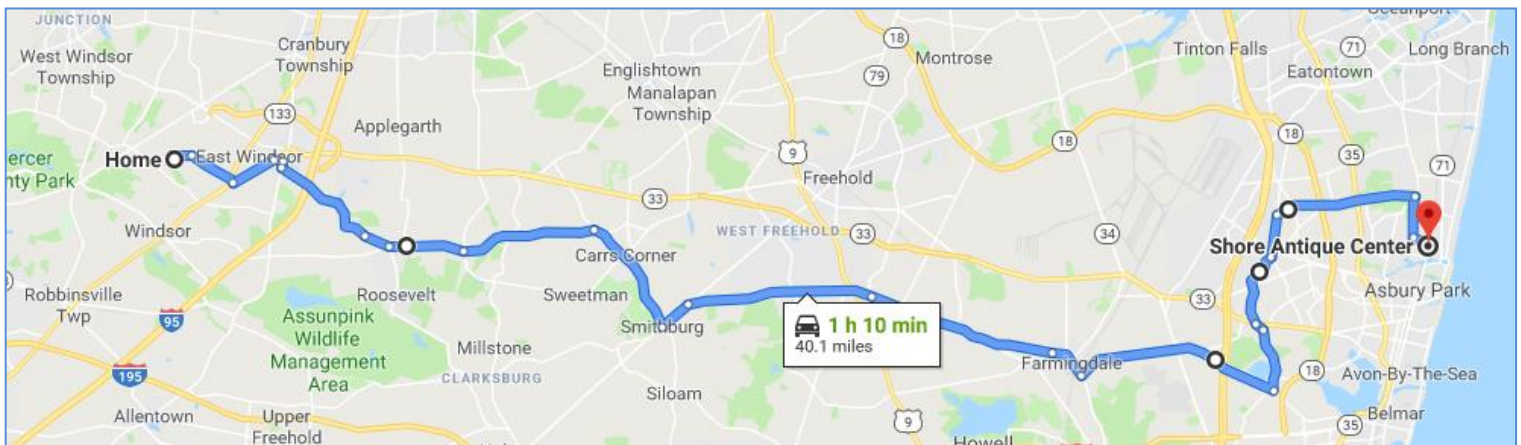 JUNCTION
West Windsor
Township
Cranbury
Township
133
Applegarth
Englishtown
Manalapan
Township
18
79
Montrose
Tinton Falls
71
Oceanport
Long Branch
Eatontown
ercer
nty Park
Home
East Windsor
9
Freehold
18
18
35
71
Windsor
33
WEST FREEHOLD
33
34
Carrs Corner
Shore Antique Center
Roosevelt
Sweetman
Robbinsville
Twp
95
Assunpink
Wildlife
Management
Area
Smithburg
1 h 10 min
40.1 miles
33
Asbury Park
Millstone
CLARKSBURG
Farmingdale
195
Siloam
18
Avon-By-The-Sea
Allentown
Upper
Freehold
9
Howell
35
Belmar